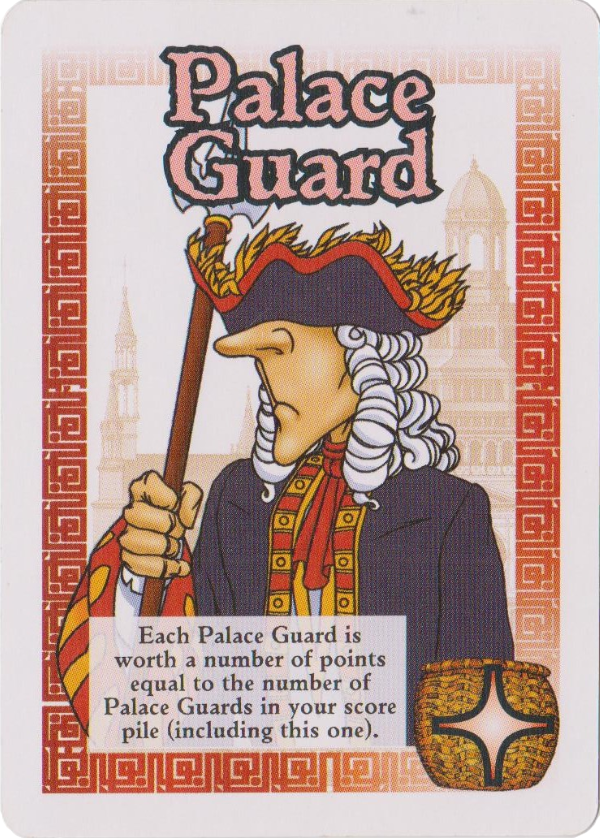 Palace
Guard
Each Palace Guard is
worth a number of points
equal to the number of
Palace Guards in your score
pile (including this one).